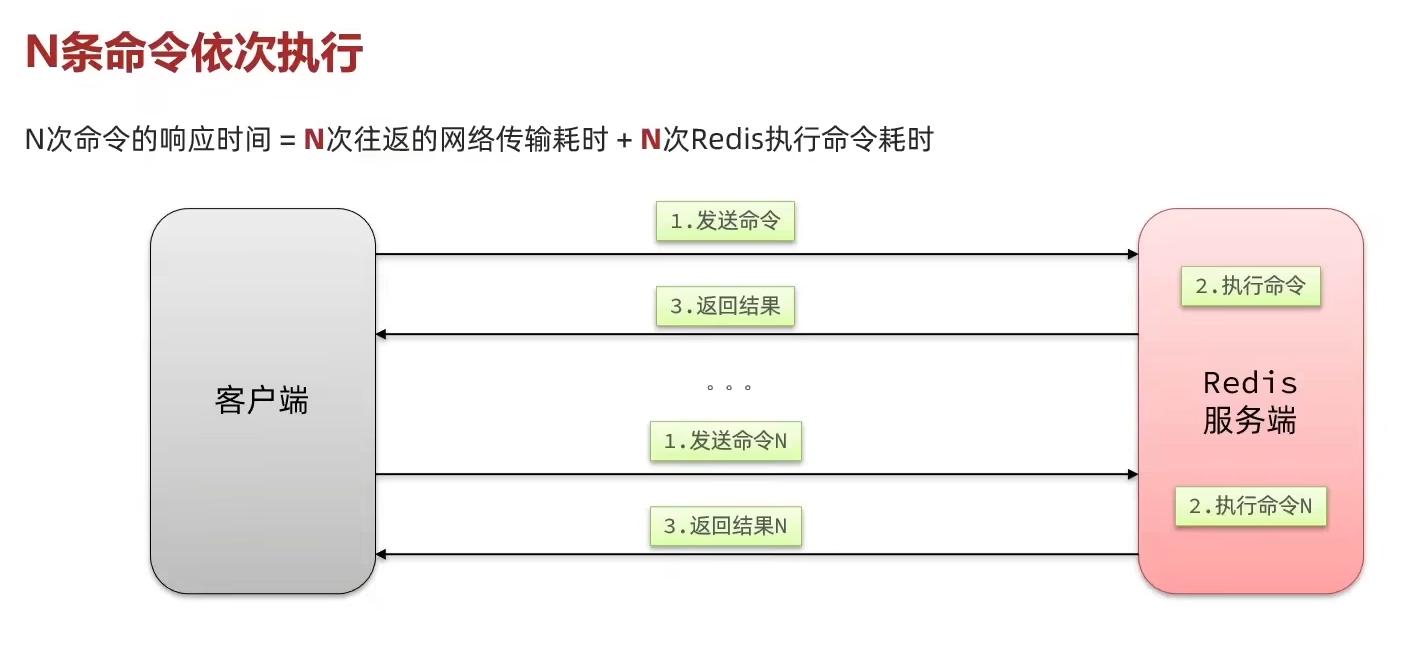 N条命令依次执行
N次命令的响应时间 = N次往返的网络传输耗时 + N次Redis执行命令耗时
1.发送命令
2.执行命令
3.返回结果
客户端
。。。
Redis
服务端
1.发送命令N
2.执行命令N
3.返回结果N